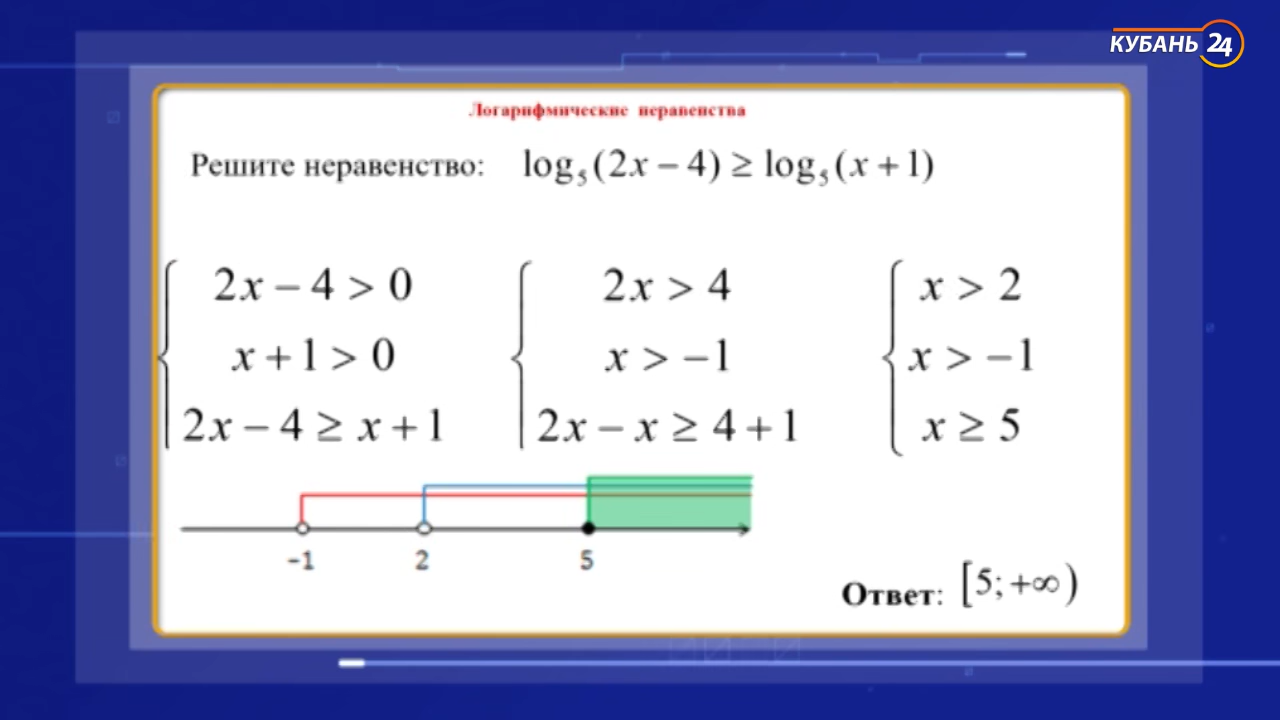 КУБАНЬ 24
Логарифмические неравенства
Решите неравенство: log₅(2x − 4) ≥ log₅(x + 1)
2x − 4 > 0 2x > 4 x > 2
x + 1 > 0 x > −1 x > −1
2x − 4 ≥ x + 1 2x − x ≥ 4 + 1 x ≥ 5
-1 2 5
Ответ: [5; +∞)